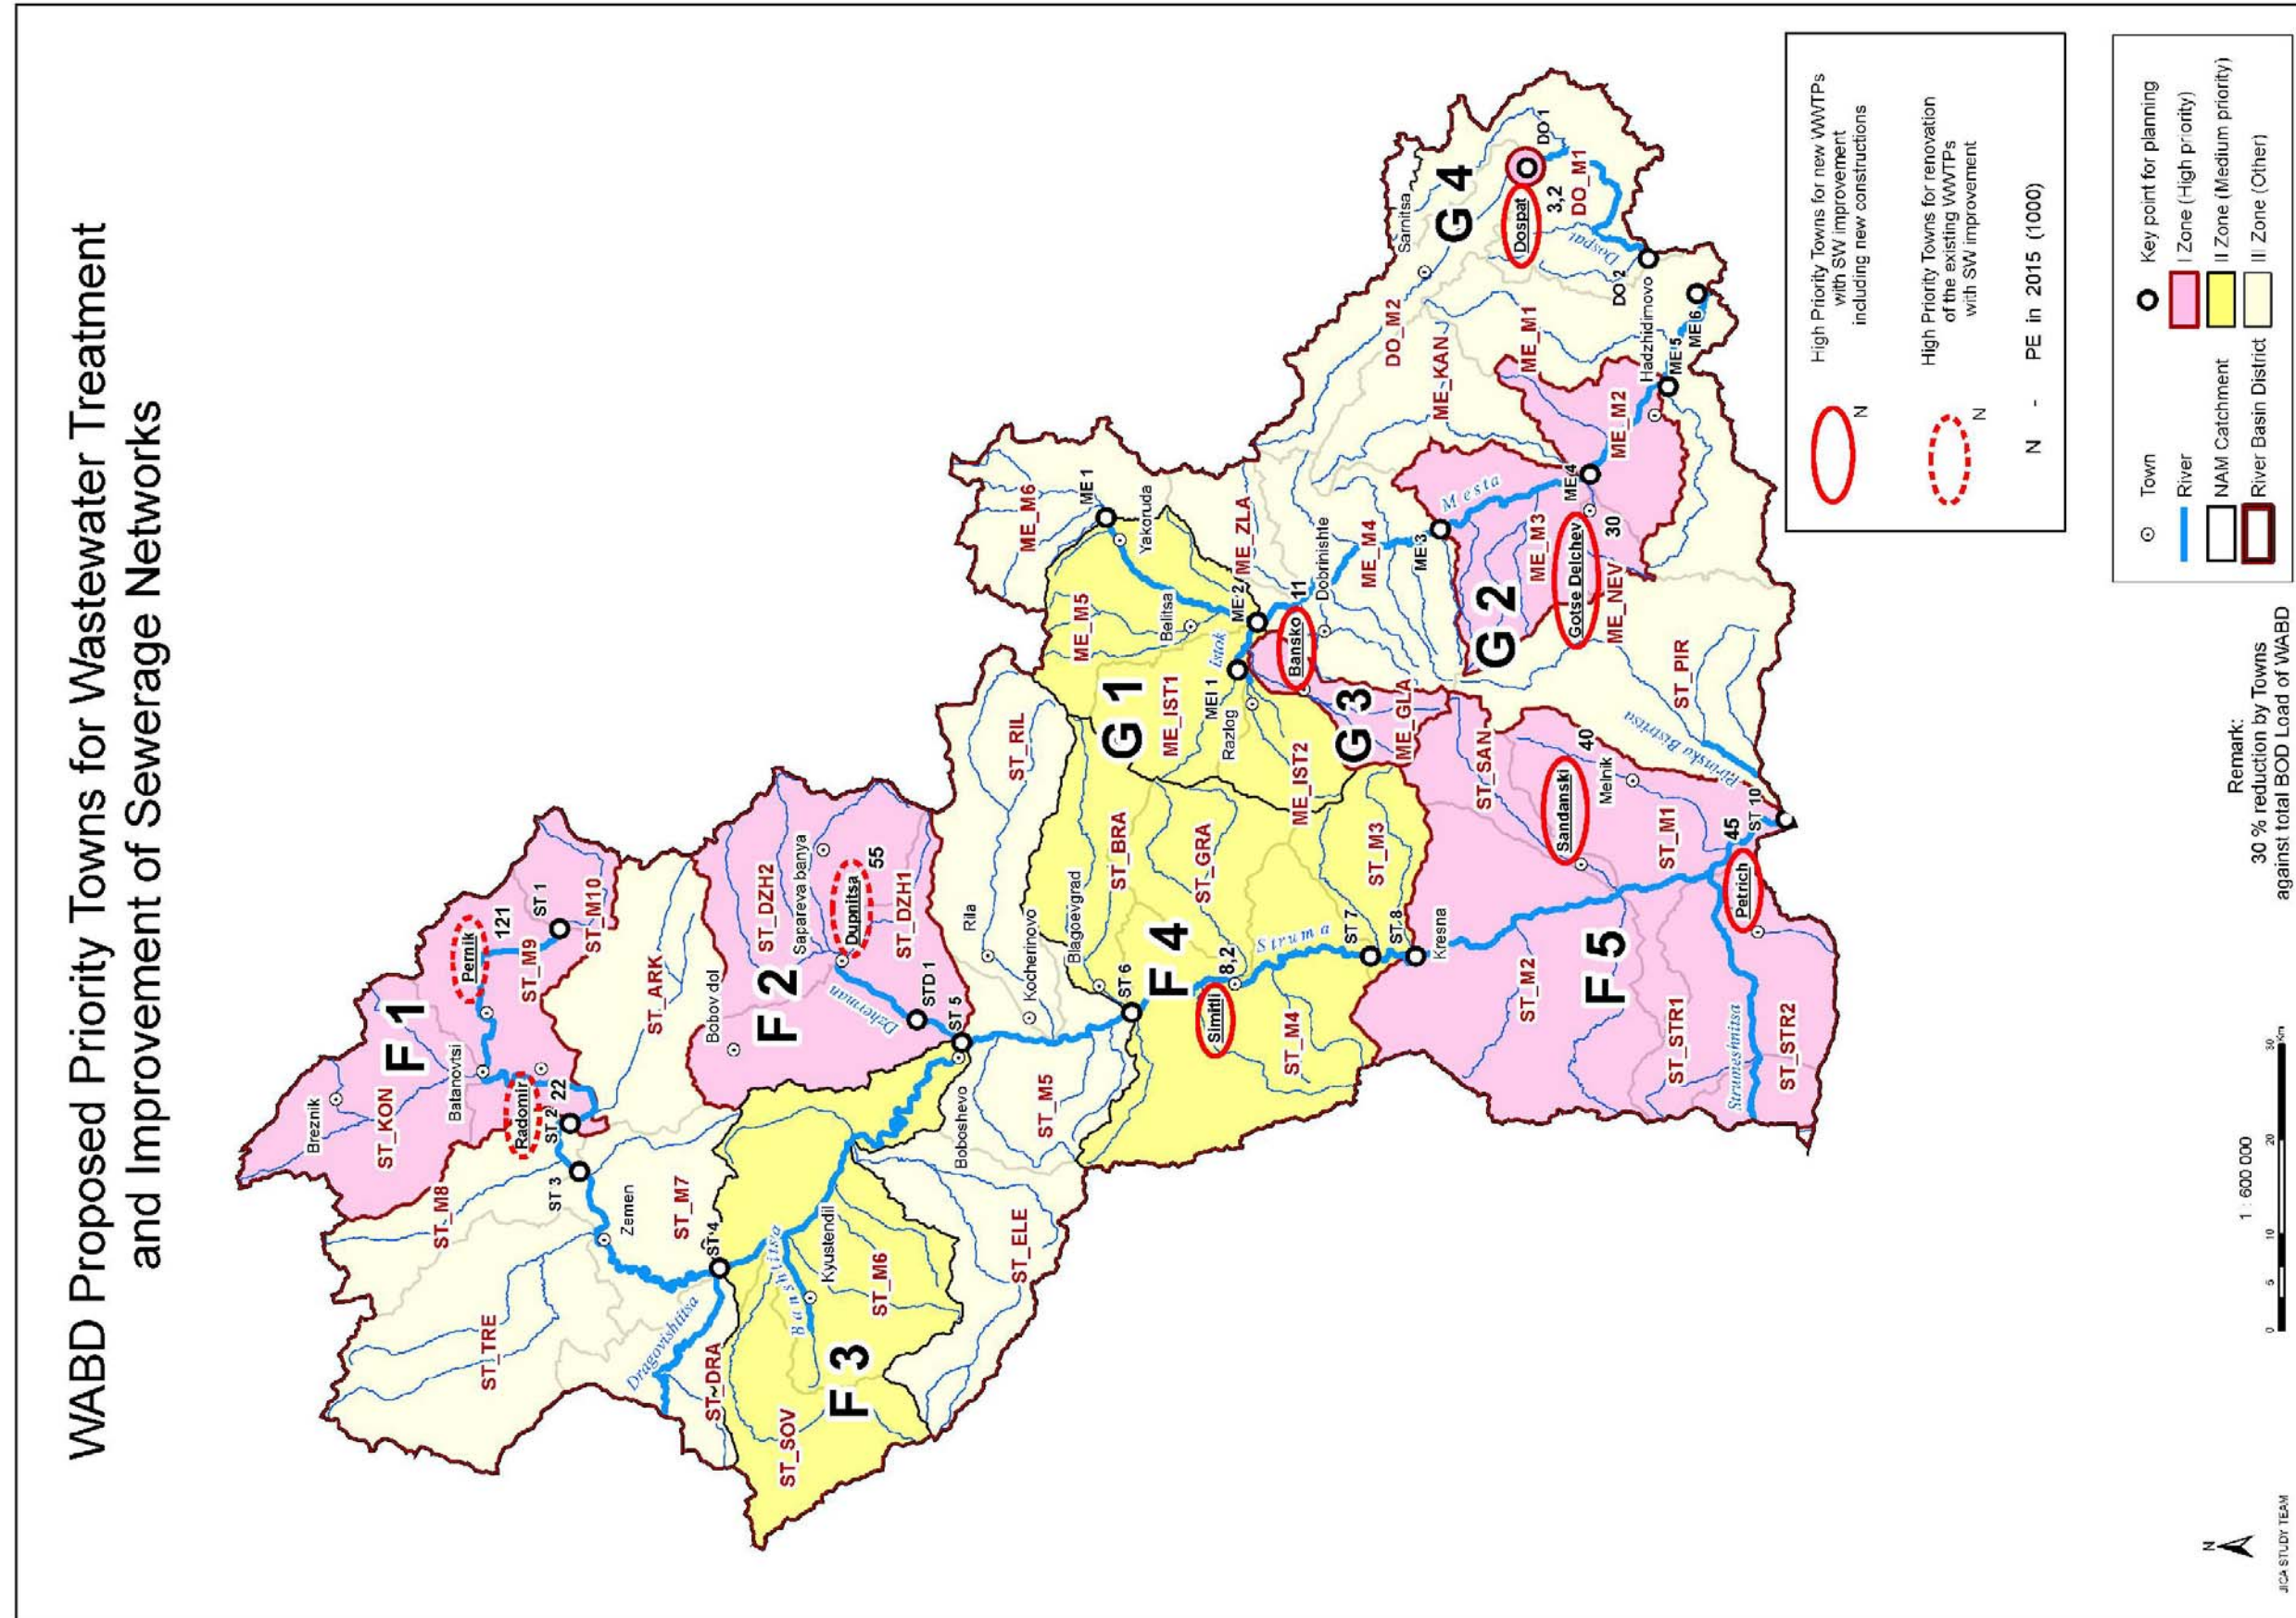 WABD Proposed Priority Towns for Wastewater Treatment
and Improvement of Sewerage Networks
Breznik
ST_KON
F 1
Batanovtsi
Pernik
121
ST_M9
ST 1
ST_M10
Radomir
22
ST 2
ST_M8
ST 3
Zemen
ST_M7
ST_TRE
ST_ARK
Bobov dol
F 2
ST_DZH2
Sapareva banya
Dupnitsa
55
ST_DZH1
Dzherman
STD 1
ST 5
Dragovishtitsa
ST_DRA
ST 4
Banshtitsa
Kyustendil
ST_M6
F 3
ST_SOV
ST_ELE
Boboshevo
ST_M5
Rila
Kocherinovo
ST_RIL
Blagoevgrad
ST 6
F 4
ST_BRA
ST_GRA
Simitli
8,2
Struma
ST_M4
ST_M3
ST 7
ST 8
Kresna
ME_M6
ME 1
Yakoruda
ME_M5
Belitsa
G 1
ME_IST1
MEI 1
Istok
Razlog
ME 2
ME_ZLA
ME_IST2
Bansko
11
Dobrinishte
G 3
ME_GLA
ME_M4
ME 3
Mesta
G 2
ME_M3
Gotse Delchev
30
ME_NEV
ME 4
ME_M2
ME_KAN
ME_M1
DO_M2
Sarnitsa
G 4
Dospat
3,2
DO 1
DO_M1
Dospat
DO 2
Hadzhidimovo
ME 5
ME 6
ST_PIR
Pirinska Bistritsa
ST_SAN
Sandanski
40
Melnik
ST_M1
ST_M2
F 5
ST_STR1
Strumeshnitsa
ST_STR2
Petrich
45
ST 10
High Priority Towns for new WWTPs
with SW improvement
including new constructions
N
High Priority Towns for renovation
of the existing WWTPs
with SW improvement
N
N - PE in 2015 (1000)
Town
River
NAM Catchment
River Basin District
Key point for planning
I Zone (High priority)
II Zone (Medium priority)
III Zone (Other)
Remark:
30 % reduction by Towns
against total BOD Load of WABD
1 : 600 000
0 5 10 20 30
Km
N
JICA STUDY TEAM